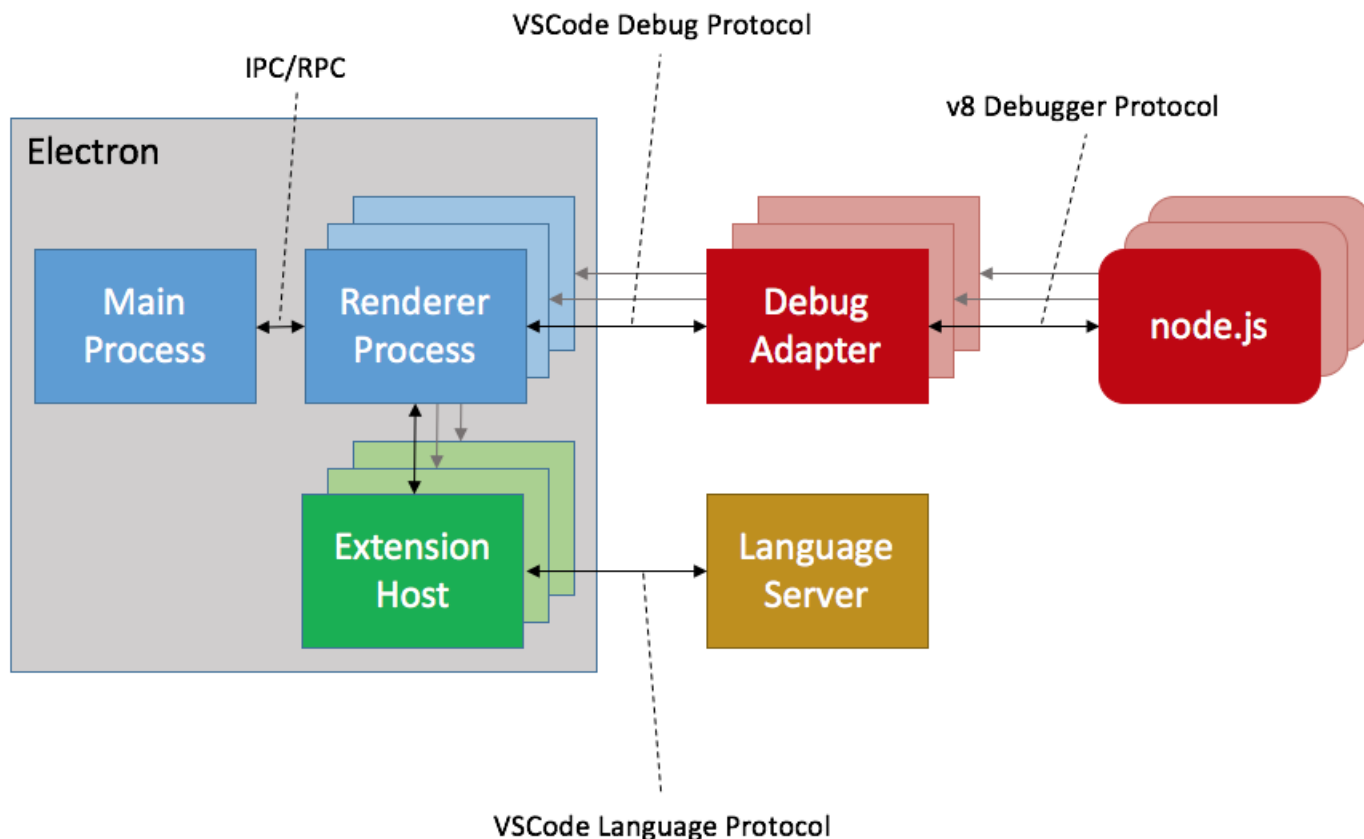 VSCode Debug Protocol
IPC/RPC
v8 Debugger Protocol
Electron
Main
Process
Renderer
Process
Debug
Adapter
node.js
Extension
Host
Language
Server
VSCode Language Protocol